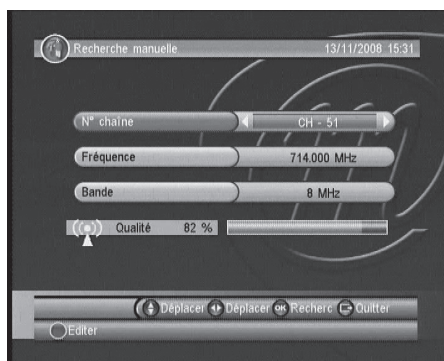 Recherche manuelle 13/11/2008 15:31
N° chaîne CH - 51
Fréquence 714.000 MHz
Bande 8 MHz
Qualité 82 %
Déplacer Déplacer OK Recherc Quitter
Editer